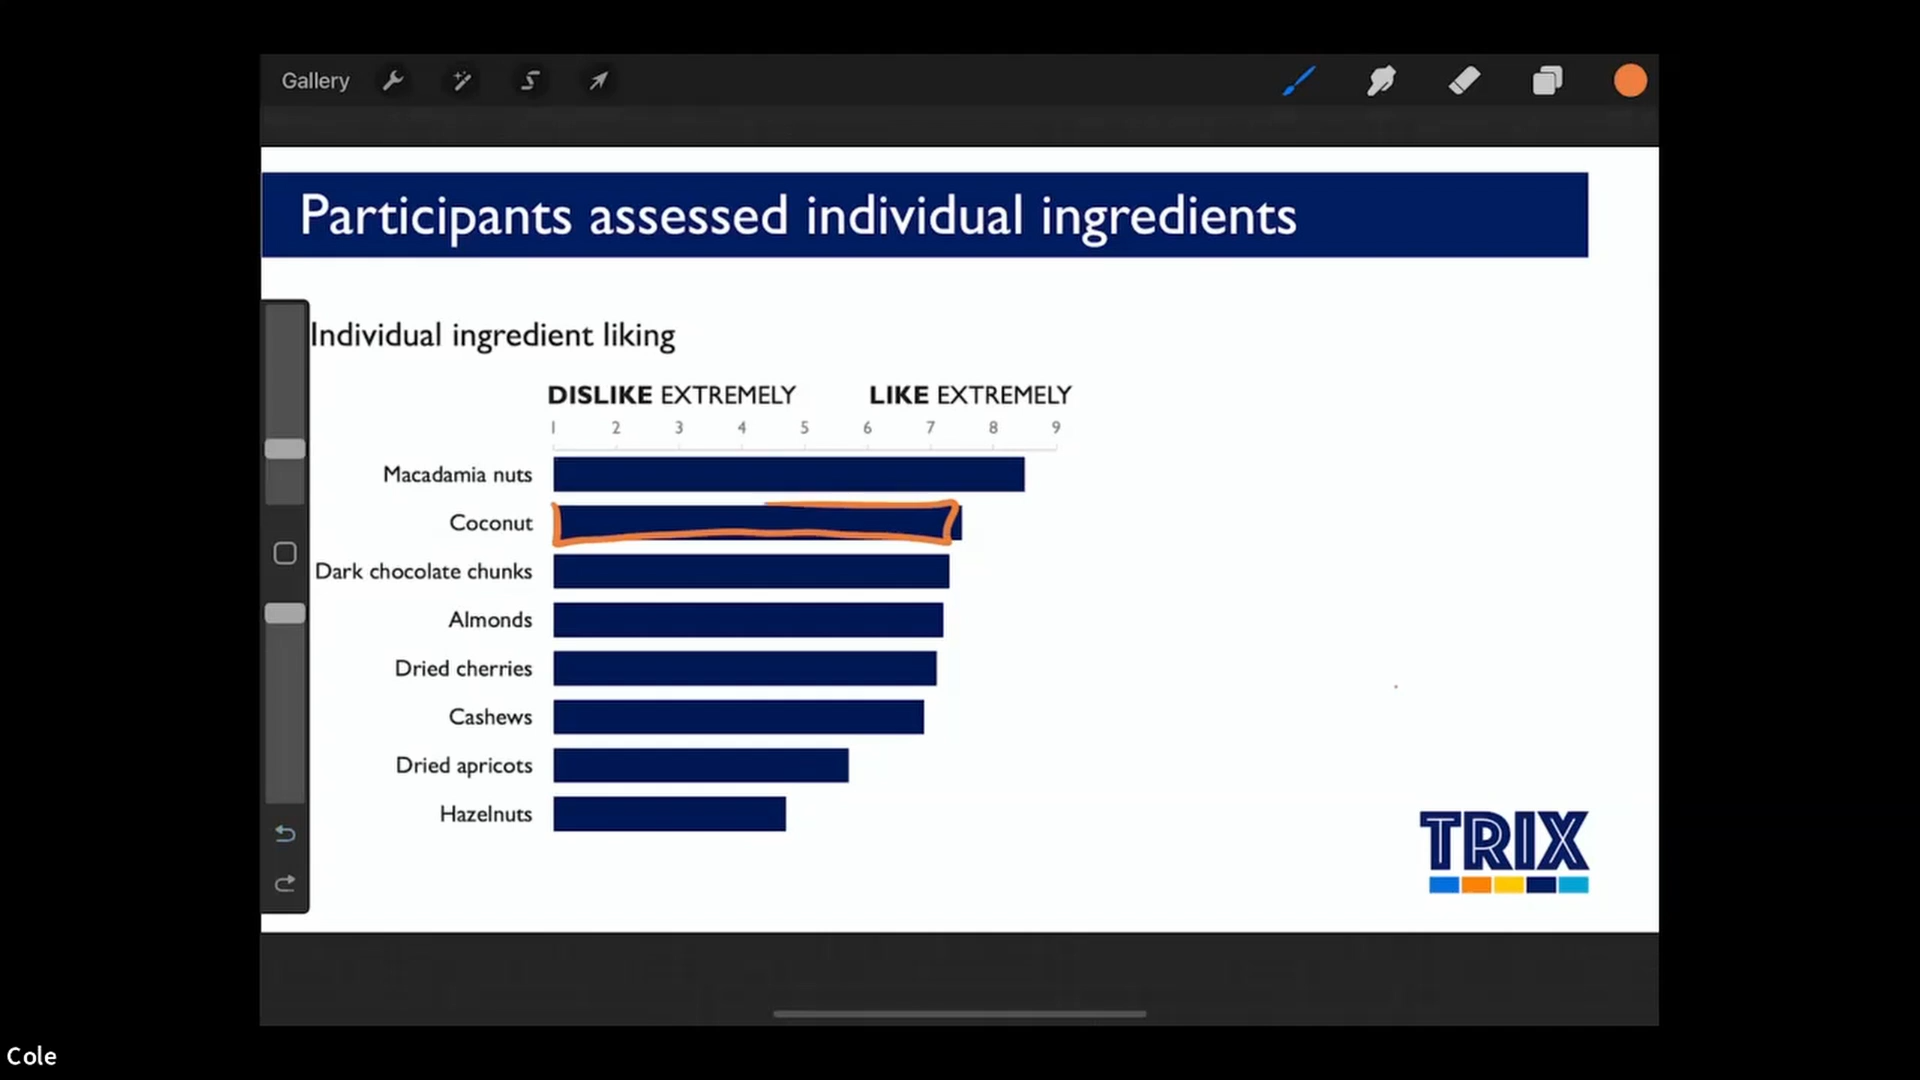 Gallery
Participants assessed individual ingredients
Individual ingredient liking
DISLIKE EXTREMELY LIKE EXTREMELY
1 2 3 4 5 6 7 8 9
Macadamia nuts
Coconut
Dark chocolate chunks
Almonds
Dried cherries
Cashews
Dried apricots
Hazelnuts
TRIX
Cole